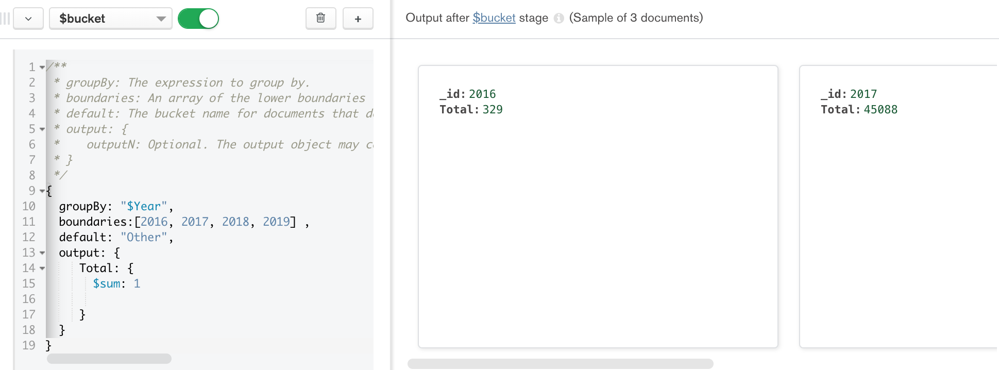 $bucket
+
Output after $bucket stage (Sample of 3 documents)
1 /**
2 * groupBy: The expression to group by.
3 * boundaries: An array of the lower boundaries
4 * default: The bucket name for documents that
5 * output: {
6 * outputN: Optional. The output object may
7 * }
8 */
9 {
10 groupBy: "$Year",
11 boundaries:[2016, 2017, 2018, 2019] ,
12 default: "Other",
13 output: {
14 Total: {
15 $sum: 1
16
17 }
18 }
19 }
_id: 2016
Total: 329
_id: 2017
Total: 45088